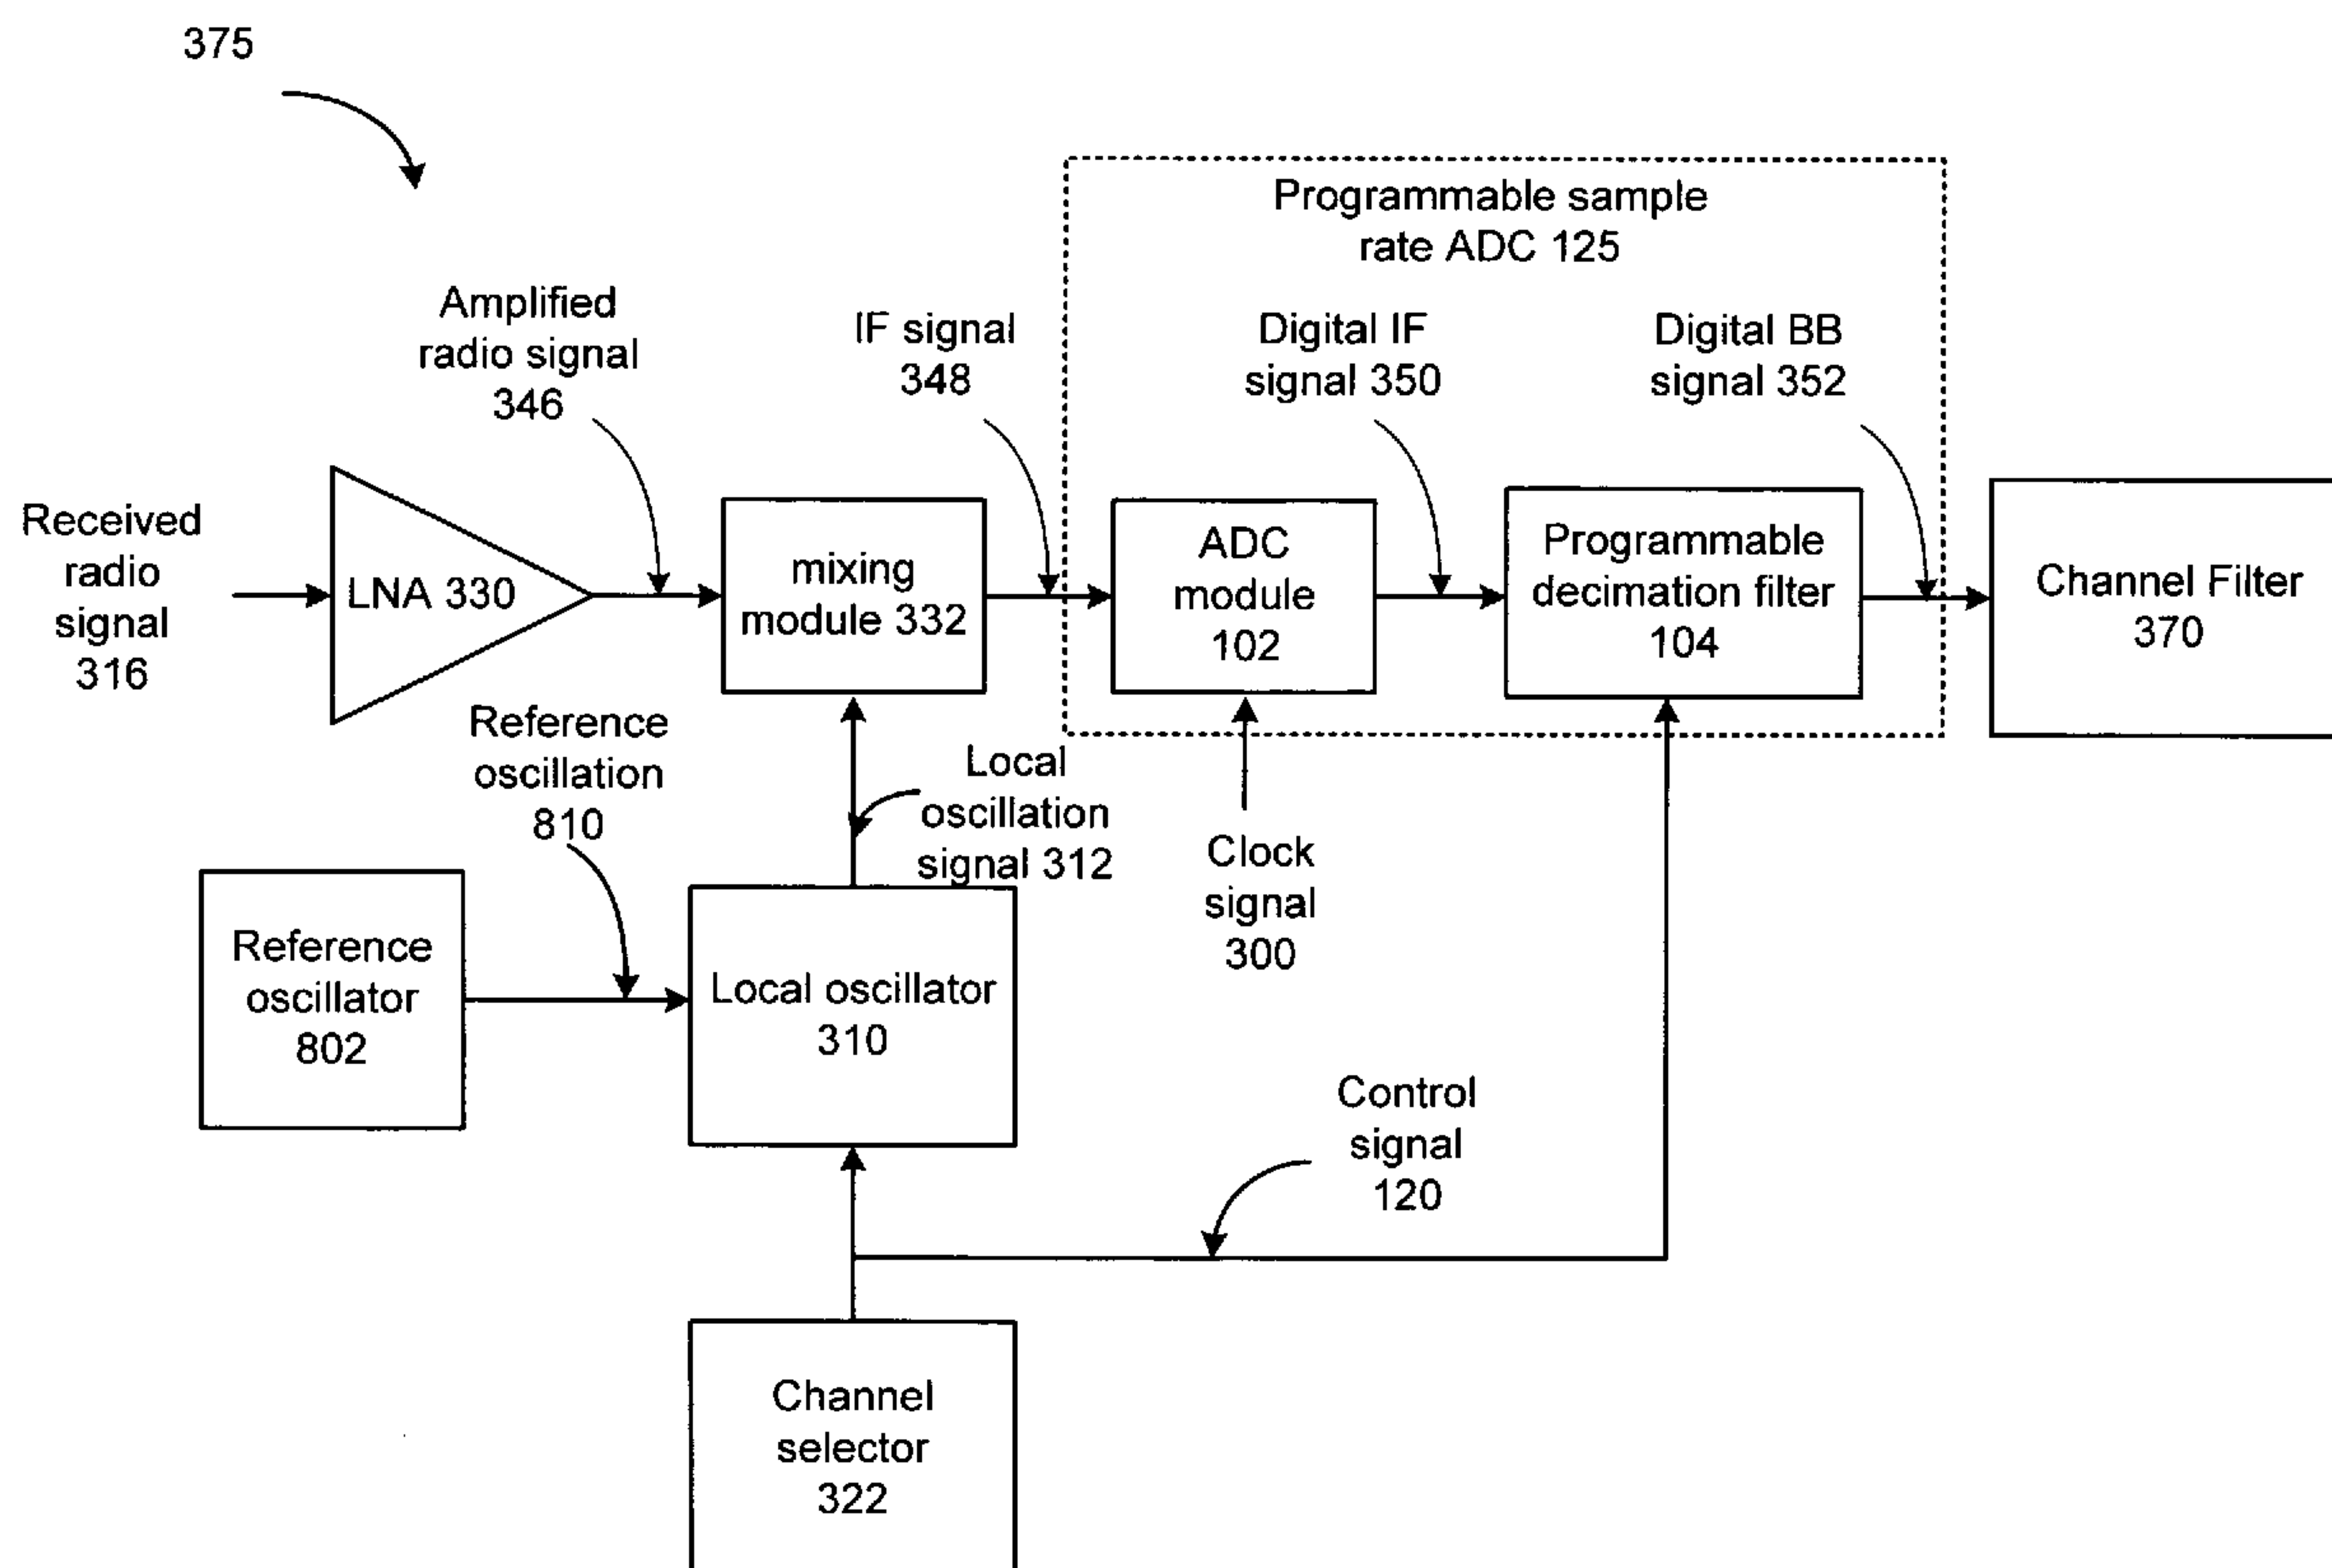 375
Programmable sample
rate ADC 125
Amplified
radio signal
346
IF signal
348
Digital IF
signal 350
Digital BB
signal 352
Received
radio
signal
316
LNA 330
mixing
module 332
ADC
module
102
Programmable
decimation filter
104
Channel Filter
370
Reference
oscillation
810
Local
oscillation
signal 312
Clock
signal
300
Reference
oscillator
802
Local oscillator
310
Control
signal
120
Channel
selector
322